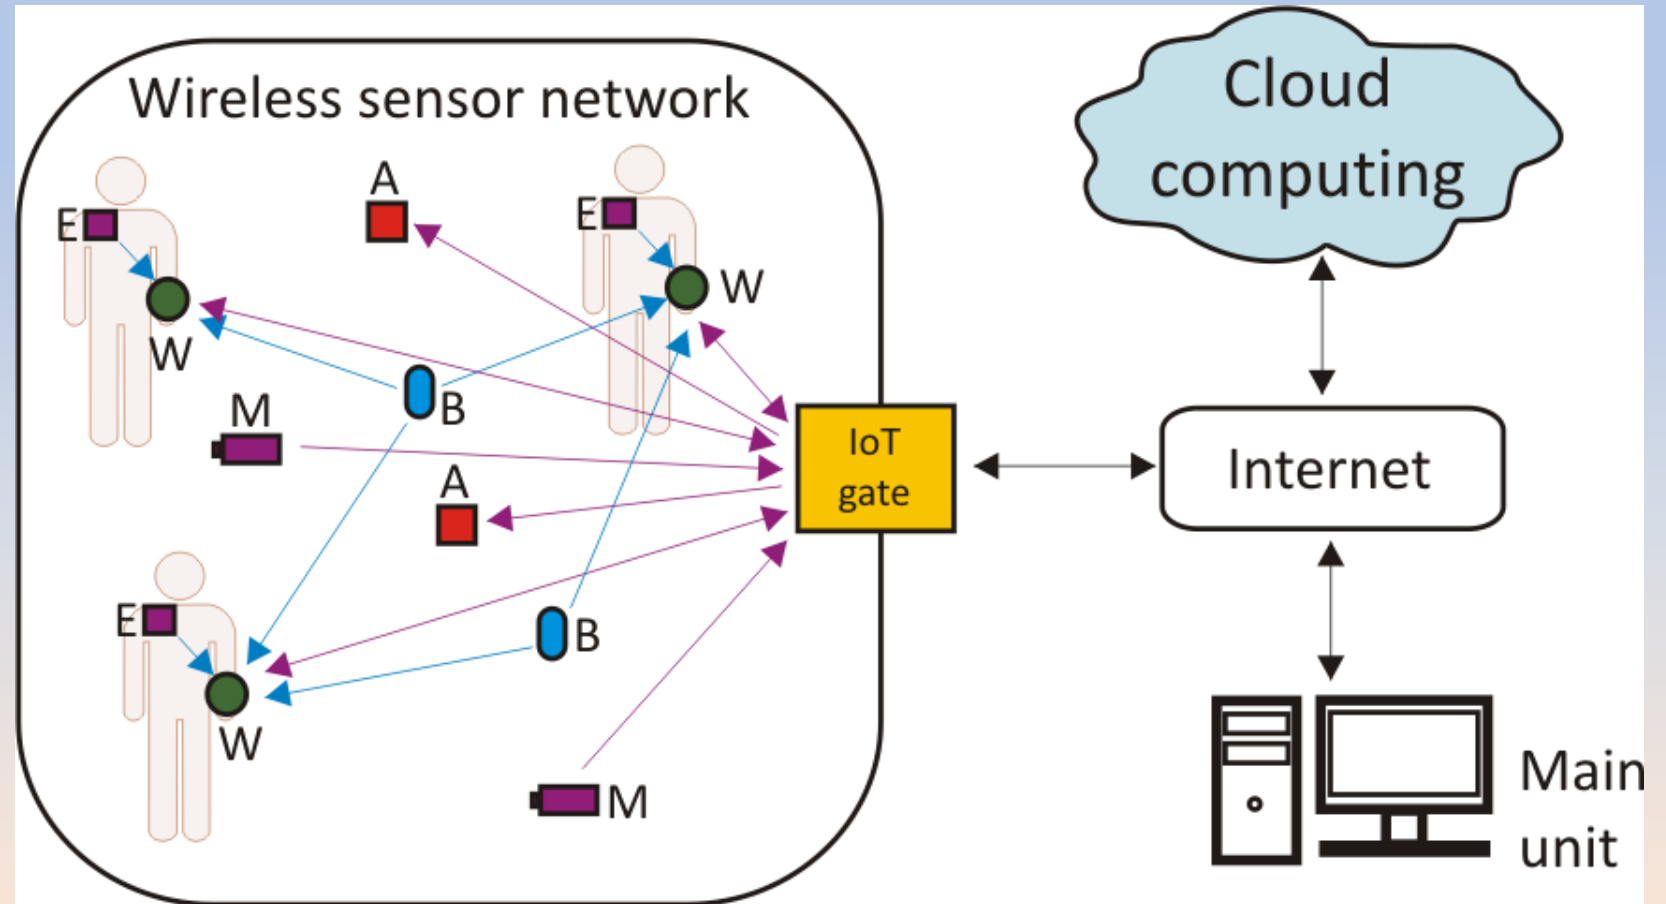 Wireless sensor network
Cloud
computing
A
E
E
W
W
M
B
IoT
gate
Internet
A
E
B
W
M
Main
unit